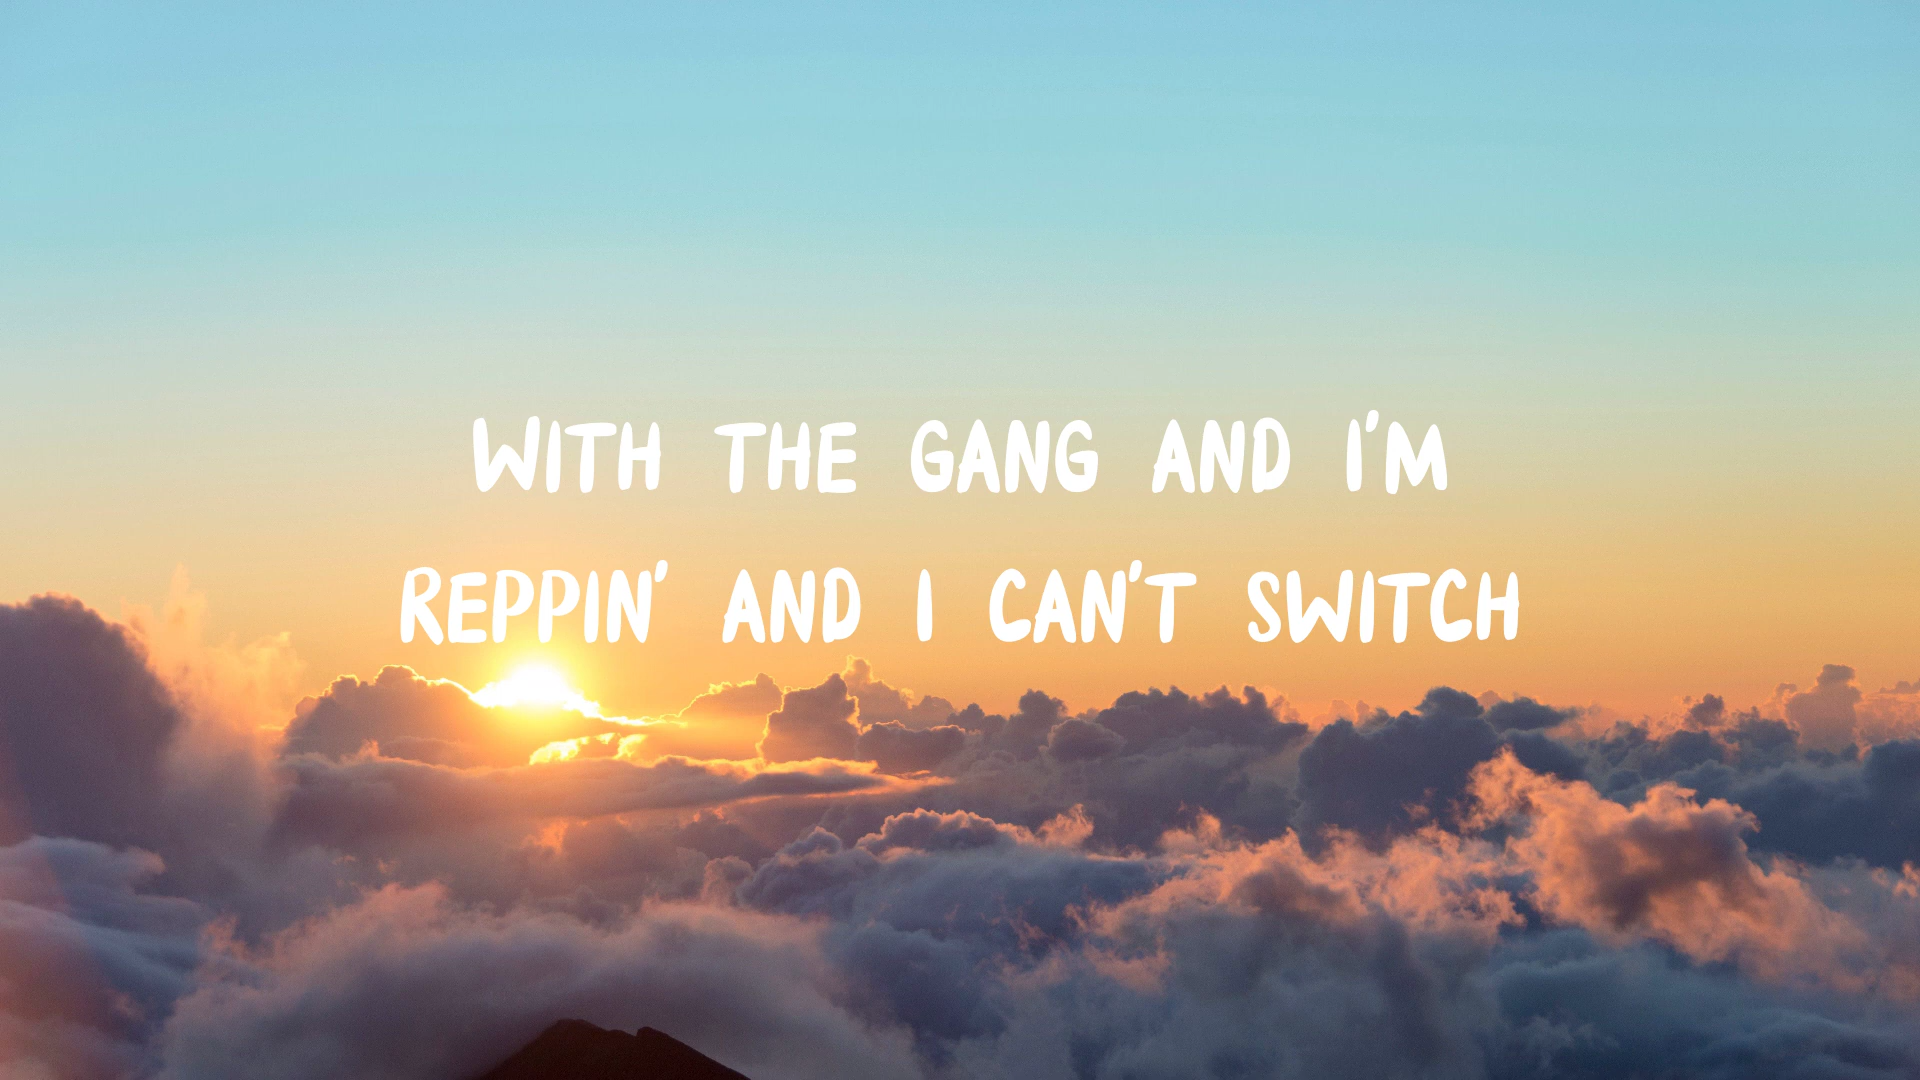 WITH THE GANG AND I'M
REPPIN' AND I CAN'T SWITCH